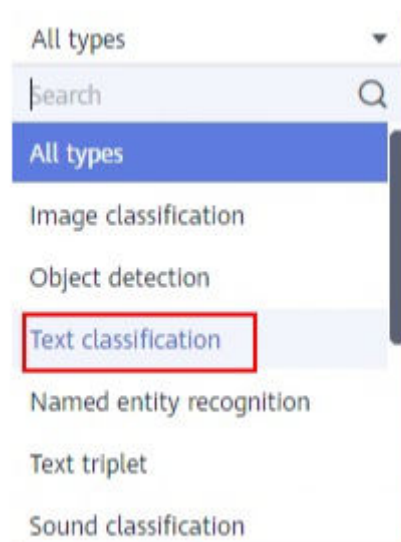 All types
Search
All types
Image classification
Object detection
Text classification
Named entity recognition
Text triplet
Sound classification